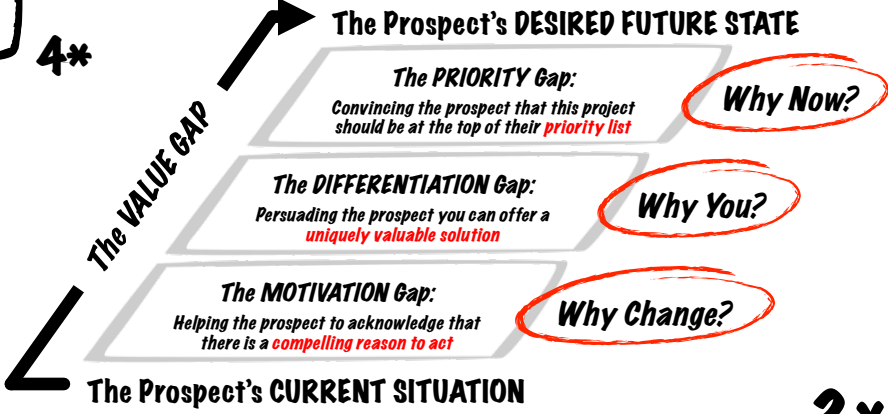 The Prospect's DESIRED FUTURE STATE
4*
The PRIORITY Gap:
Convincing the prospect that this project
should be at the top of their priority list
Why Now?
The VALUE GAP
The DIFFERENTIATION Gap:
Persuading the prospect you can offer a
uniquely valuable solution
Why You?
The MOTIVATION Gap:
Helping the prospect to acknowledge that
there is a compelling reason to act
Why Change?
The Prospect's CURRENT SITUATION